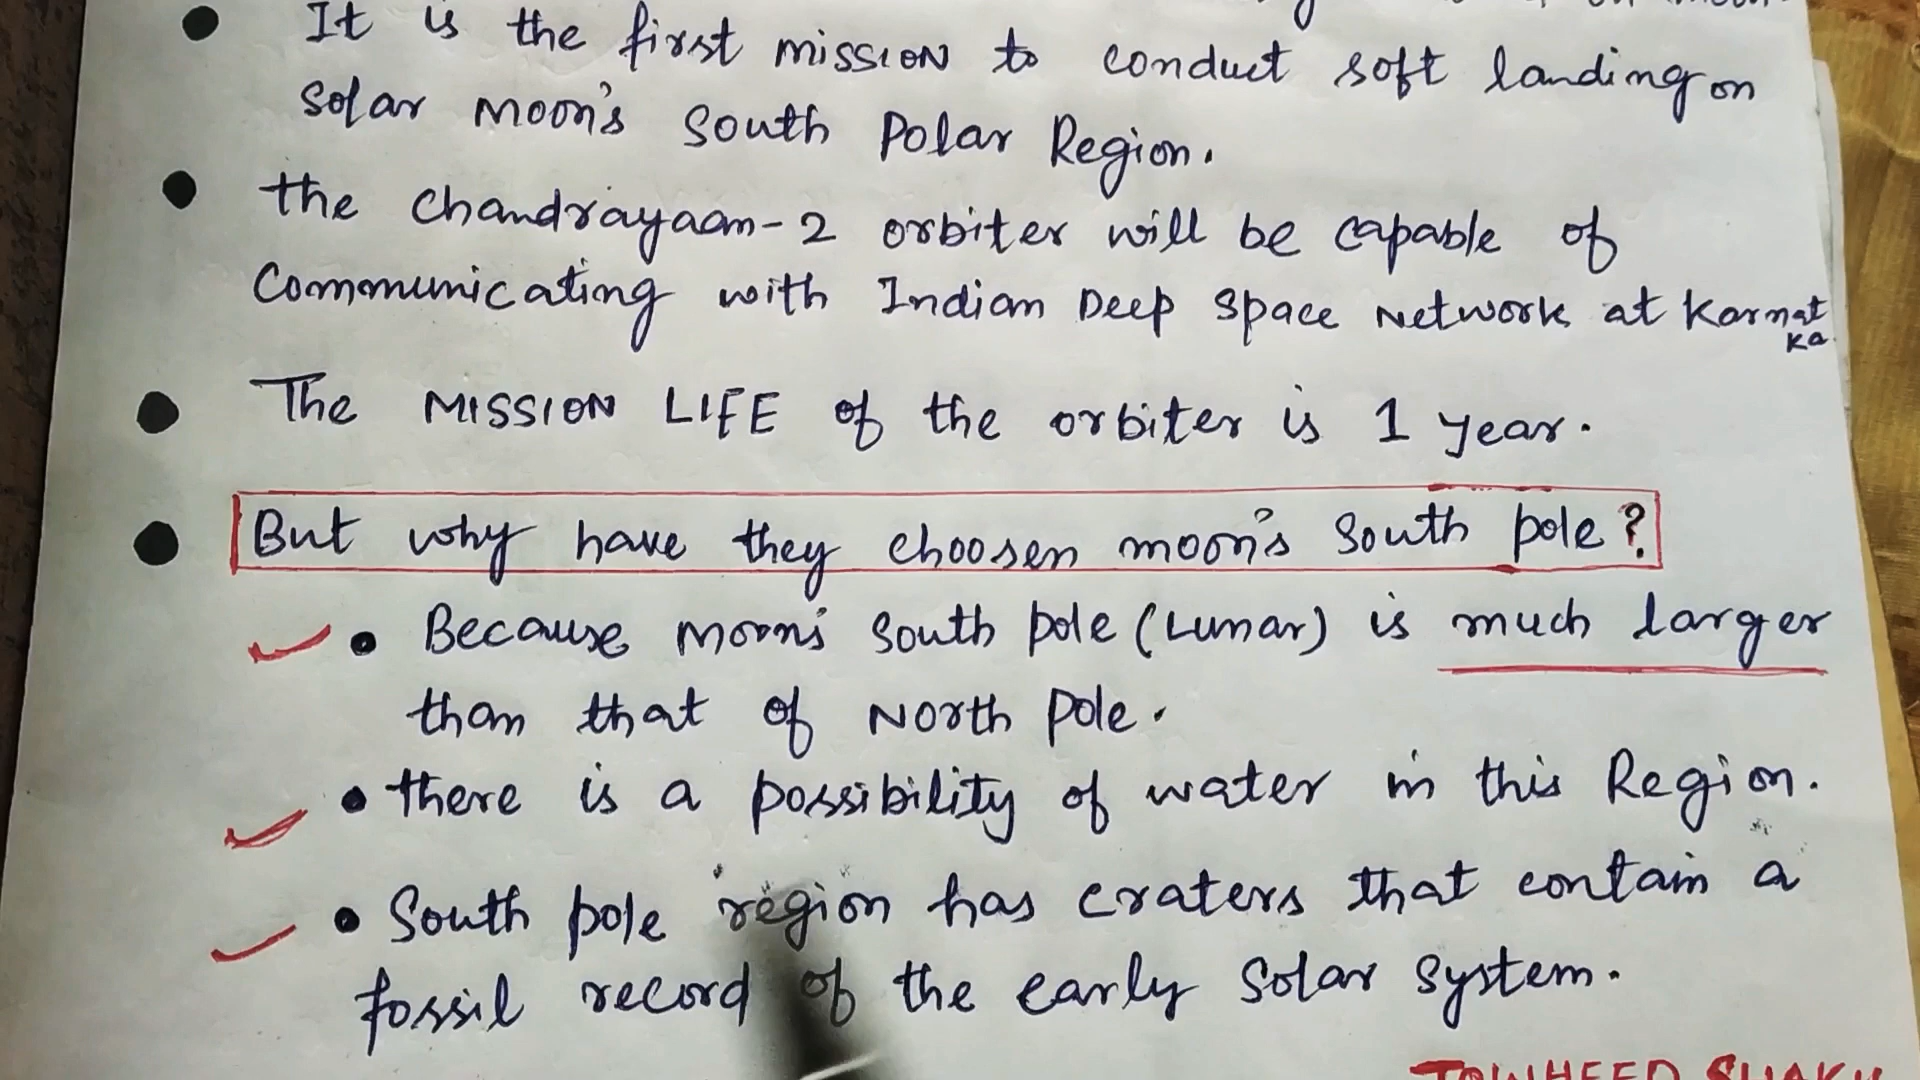 It is the first mission to conduct soft landing on
Solar Moon's South Polar Region.
the Chandrayaan-2 orbiter will be capable of
Communicating with Indian Deep Space Network at Karnat
ka
The MISSION LIFE of the orbiter is 1 year.
But why have they choosen moon's South pole?
Because Moon's South pole (Lunar) is much larger
than that of North pole.
there is a possibility of water in this Region.
South pole region has craters that contain a
fossil record of the early Solar System.
TOWHEED